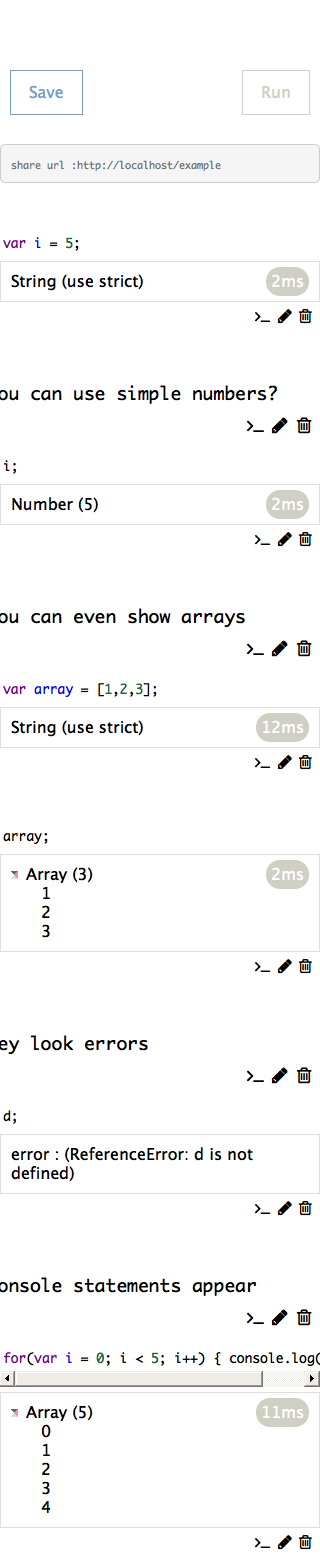 Save
Run
share url :http://localhost/example
var i = 5;
String (use strict)
2ms
ou can use simple numbers?
i;
Number (5)
2ms
ou can even show arrays
var array = [1,2,3];
String (use strict)
12ms
array;
Array (3)
2ms
1
2
3
ey look errors
d;
error : (ReferenceError: d is not
defined)
onsole statements appear
for(var i = 0; i < 5; i++) { console.log(
Array (5)
11ms
0
1
2
3
4